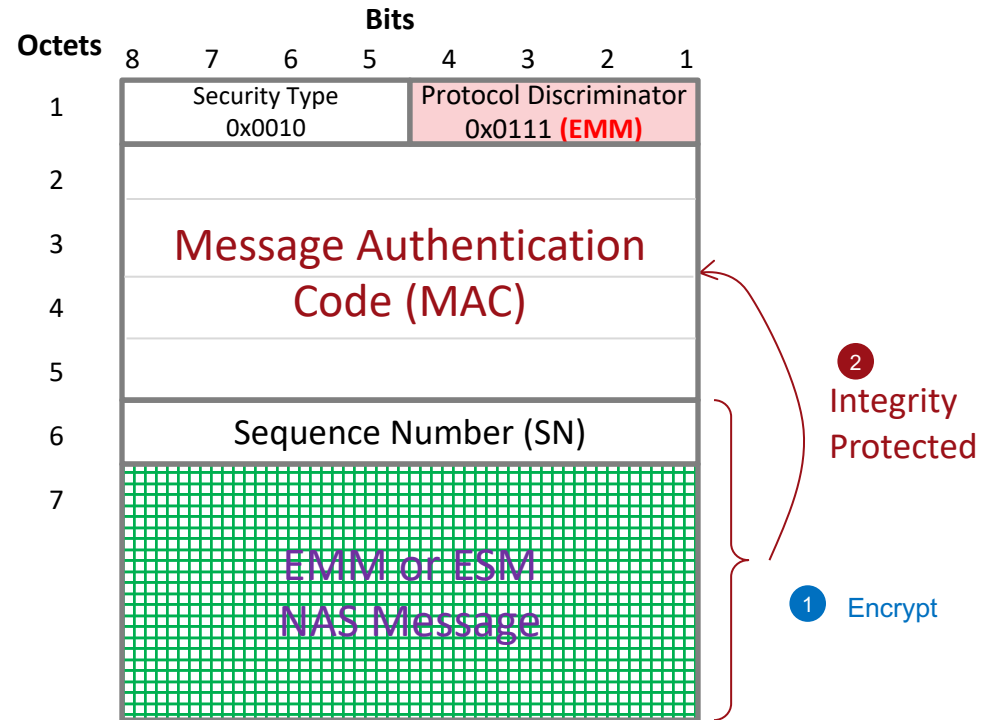 Bits
Octets
8 7 6 5 4 3 2 1
1
Security Type
0x0010
Protocol Discriminator
0x0111 (EMM)
2
3
4
5
Message Authentication
Code (MAC)
6
Sequence Number (SN)
7
EMM or ESM
NAS Message
2
Integrity
Protected
1 Encrypt